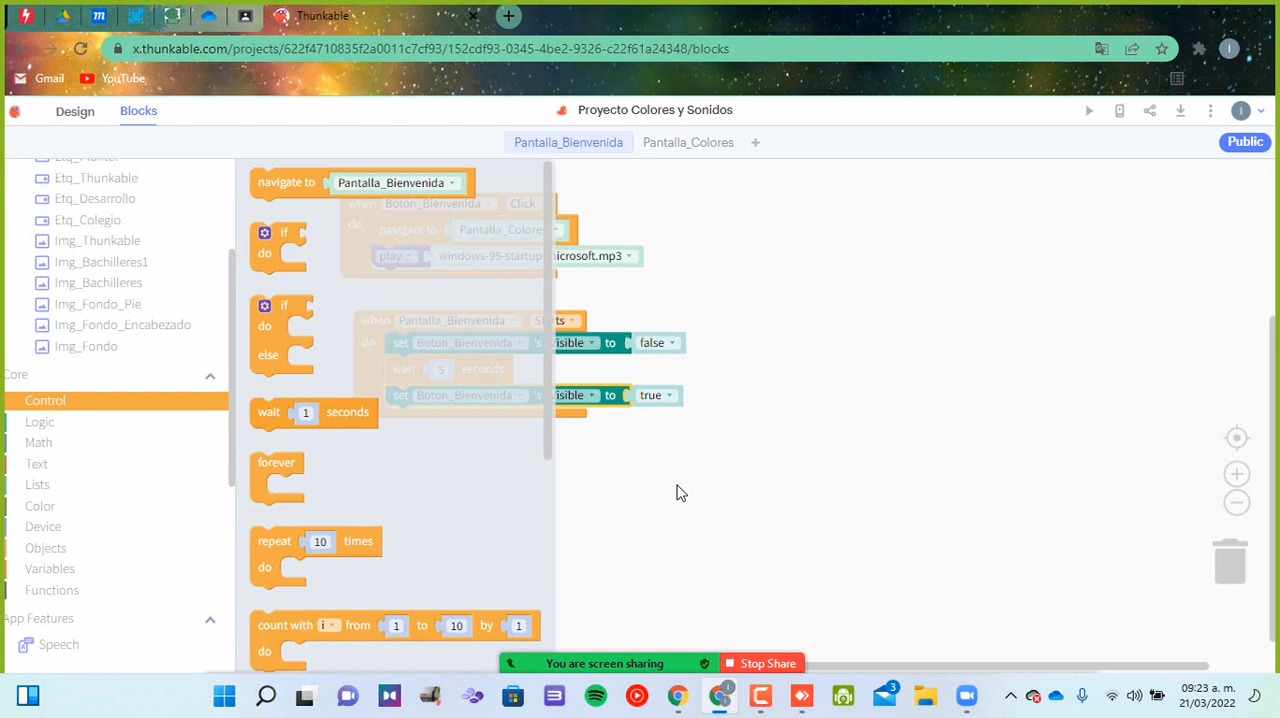 Thunkable
x.thunkable.com/projects/622f4710835f2a0011c7cf93/152cdf93-0345-4be2-9326-c22f61a24348/blocks
Gmail YouTube
Design Blocks Proyecto Colores y Sonidos
Pantalla_Bienvenida Pantalla_Colores +
Public
Etq_Plantel
Etq_Thunkable
Etq_Desarrollo
Etq_Colegio
Img_Thunkable
Img_Bachilleres1
Img_Bachilleres
Img_Fondo_Pie
Img_Fondo_Encabezado
Img_Fondo
Core
Control
Logic
Math
Text
Lists
Color
Device
Objects
Variables
Functions
App Features
Speech
navigate to Pantalla_Bienvenida
if
do
if
do
else
wait 1 seconds
forever
repeat 10 times
do
count with i from 1 to 10 by 1
do
when Boton_Bienvenida Click
do navigate to Pantalla_Colores
play windows-95-startup-microsoft.mp3
when Pantalla_Bienvenida Starts
do set Boton_Bienvenida 's Visible to false
wait 5 seconds
set Boton_Bienvenida 's Visible to true
You are screen sharing Stop Share
3
09:23 a. m.
21/03/2022